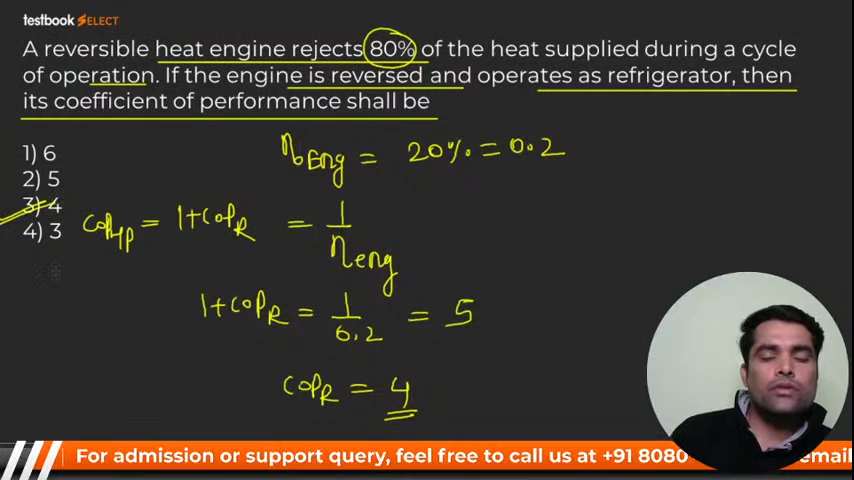 testbook SELECT
A reversible heat engine rejects 80% of the heat supplied during a cycle
of operation. If the engine is reversed and operates as refrigerator, then
its coefficient of performance shall be
η Eng = 20% = 0.2
1) 6
2) 5
3) 4
4) 3
COPHP = 1+COPR = 1/ηeng
1+COPR = 1/0.2 = 5
COPR = 4
For admission or support query, feel free to call us at +91 8080 email